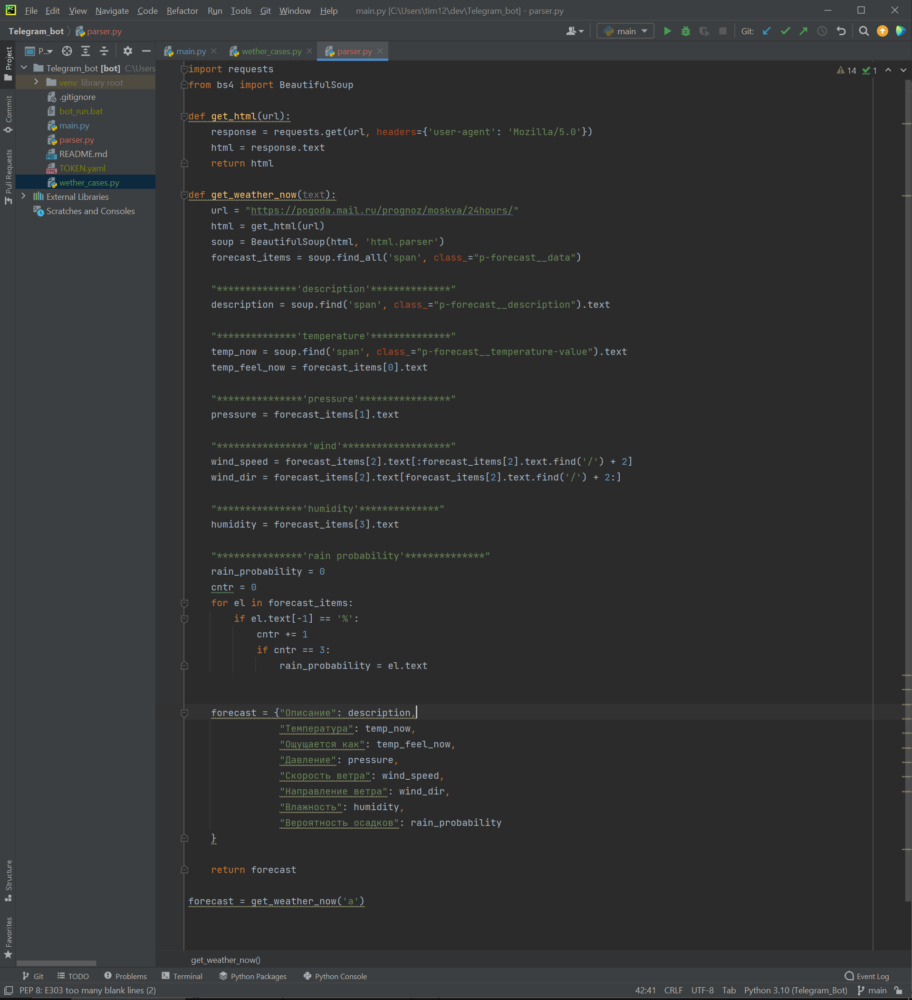 File Edit View Navigate Code Refactor Run Tools Git Window Help main.py [C:\Users\tim12\dev\Telegram_bot] - parser.py
Telegram_bot parser.py main Git:
P... main.py wether_cases.py parser.py
Project
Commit
Pull Requests
Structure
Favorites
Telegram_bot [bot] C:\Users
venv library root
.gitignore
bot_run.bat
main.py
parser.py
README.md
TOKEN.yaml
wether_cases.py
External Libraries
Scratches and Consoles
14 1
import requests
from bs4 import BeautifulSoup
def get_html(url):
response = requests.get(url, headers={'user-agent': 'Mozilla/5.0'})
html = response.text
return html
def get_weather_now(text):
url = "https://pogoda.mail.ru/prognoz/moskva/24hours/"
html = get_html(url)
soup = BeautifulSoup(html, 'html.parser')
forecast_items = soup.find_all('span', class_="p-forecast__data")
"**************'description'**************"
description = soup.find('span', class_="p-forecast__description").text
"**************'temperature'**************"
temp_now = soup.find('span', class_="p-forecast__temperature-value").text
temp_feel_now = forecast_items[0].text
"***************'pressure'****************"
pressure = forecast_items[1].text
"****************'wind'*******************"
wind_speed = forecast_items[2].text[:forecast_items[2].text.find('/') + 2]
wind_dir = forecast_items[2].text[forecast_items[2].text.find('/') + 2:]
"***************'humidity'**************"
humidity = forecast_items[3].text
"***************'rain probability'**************"
rain_probability = 0
cntr = 0
for el in forecast_items:
if el.text[-1] == '%':
cntr += 1
if cntr == 3:
rain_probability = el.text
forecast = {"Описание": description,
"Температура": temp_now,
"Ощущается как": temp_feel_now,
"Давление": pressure,
"Скорость ветра": wind_speed,
"Направление ветра": wind_dir,
"Влажность": humidity,
"Вероятность осадков": rain_probability
}
return forecast
forecast = get_weather_now('a')
get_weather_now()
Git TODO Problems Terminal Python Packages Python Console Event Log
PEP 8: E303 too many blank lines (2) 42:41 CRLF UTF-8 Tab Python 3.10 (Telegram_Bot) main